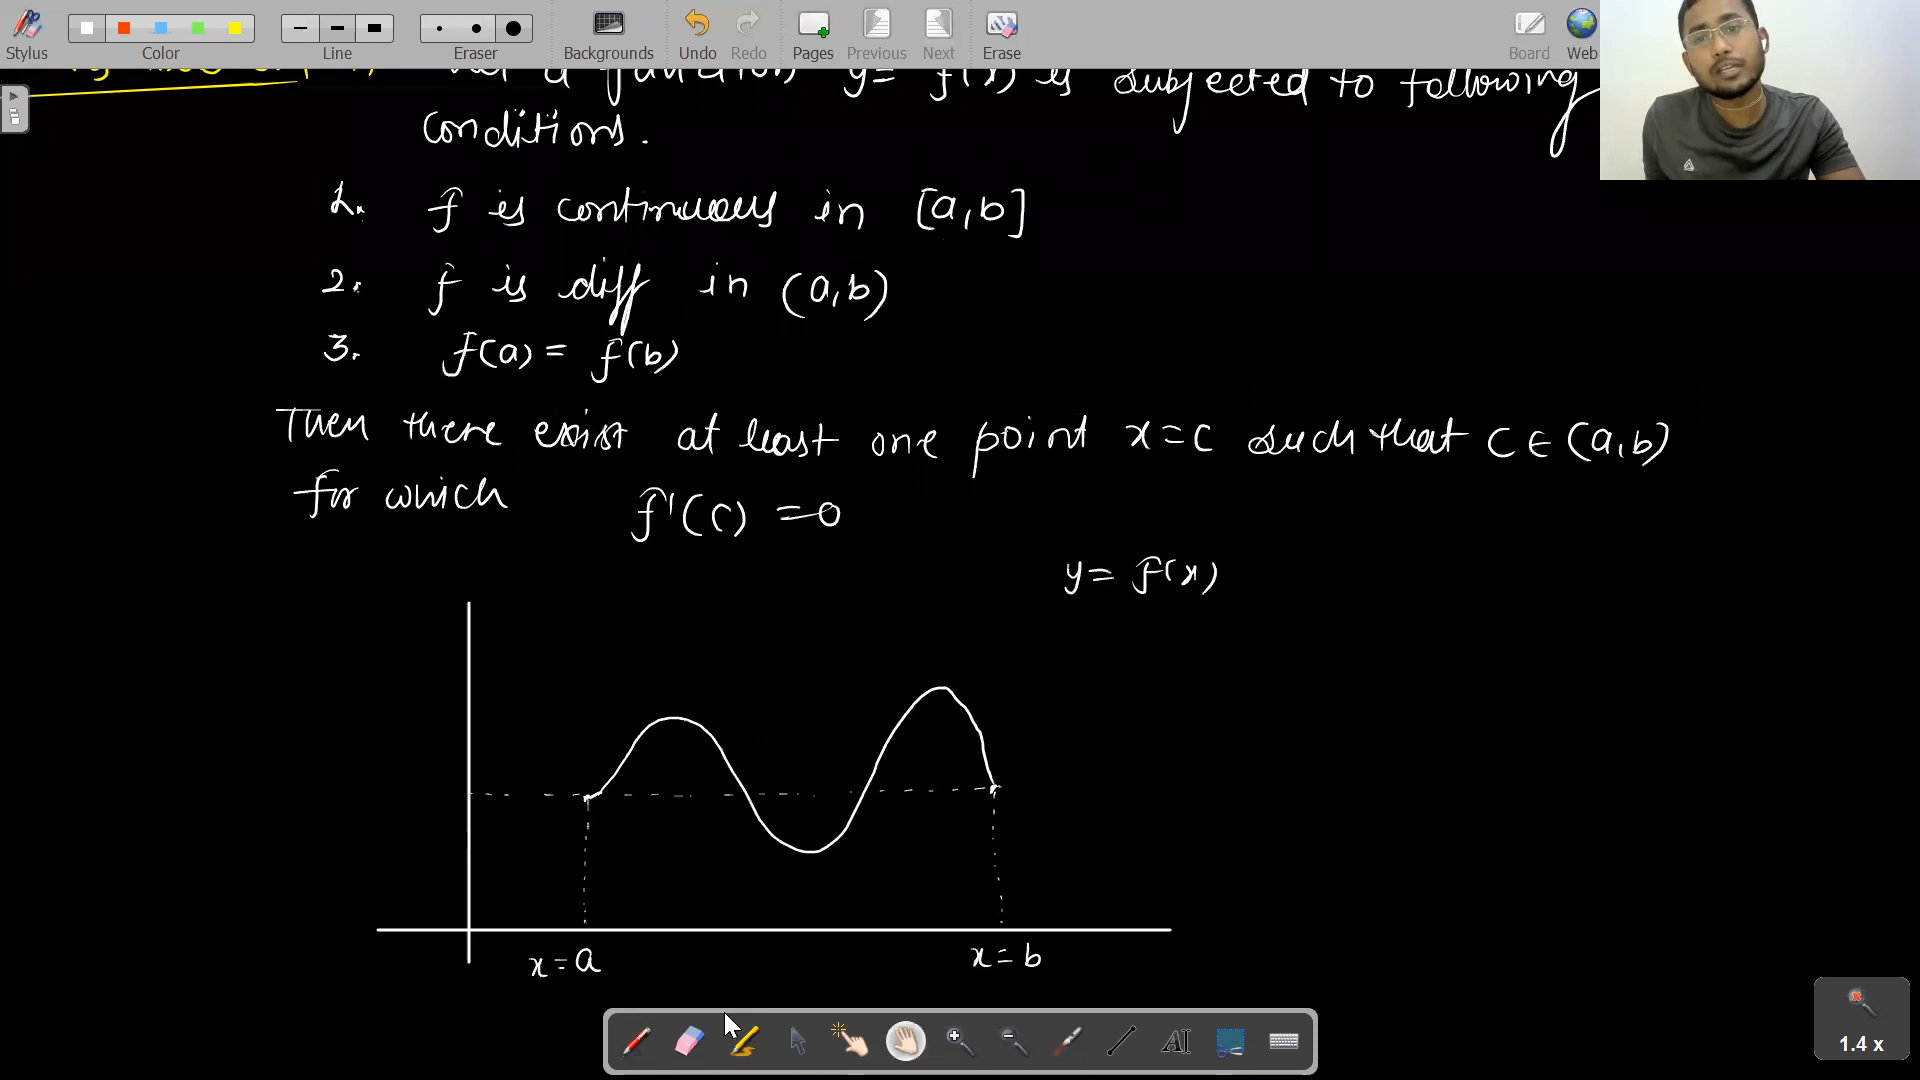 Stylus Color Line Eraser Backgrounds Undo Redo Pages Previous Next Erase Board Web
a function y = f(x) is subjected to following
conditions.
1. f is continuous in [a,b]
2. f is diff in (a,b)
3. f(a) = f(b)
Then there exist at least one point x=c such that c ∈ (a,b)
for which f'(c) = 0
y = f(x)
x = a x = b
AI
1.4 x